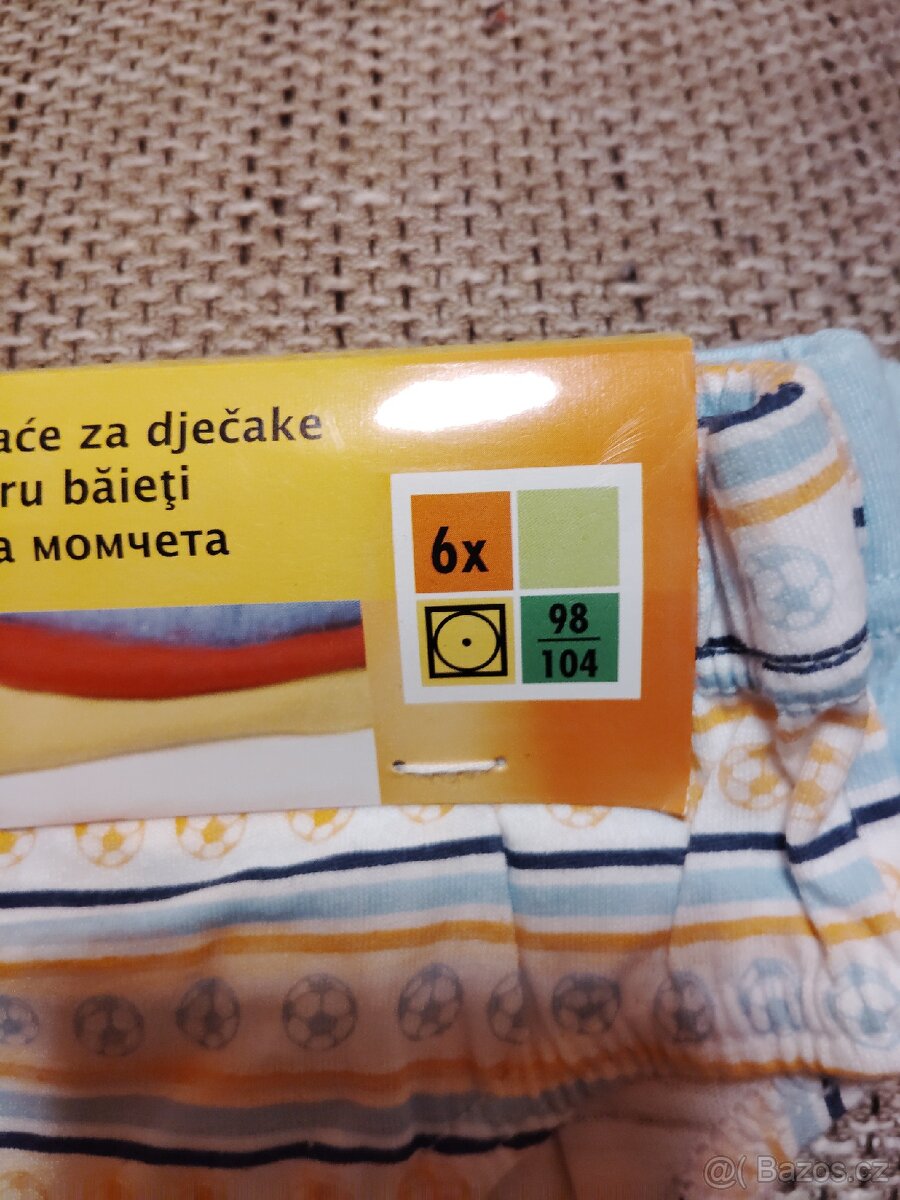 aće za dječake
ru băieţi
а момчета
6x
98
104
@( Bazos.cz